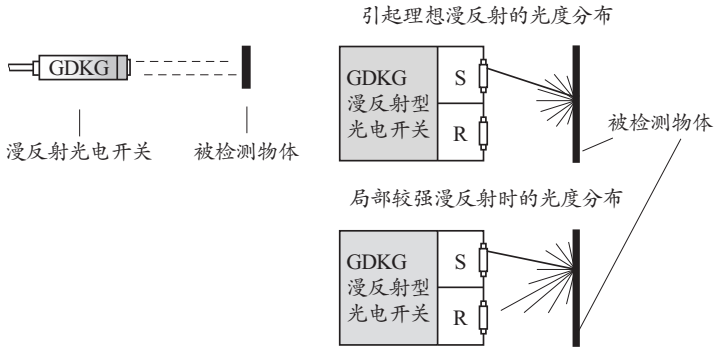 引起理想漫反射的光度分布
GDKG
漫反射光电开关
被检测物体
GDKG
漫反射型
光电开关
S
R
被检测物体
局部较强漫反射时的光度分布
GDKG
漫反射型
光电开关
S
R